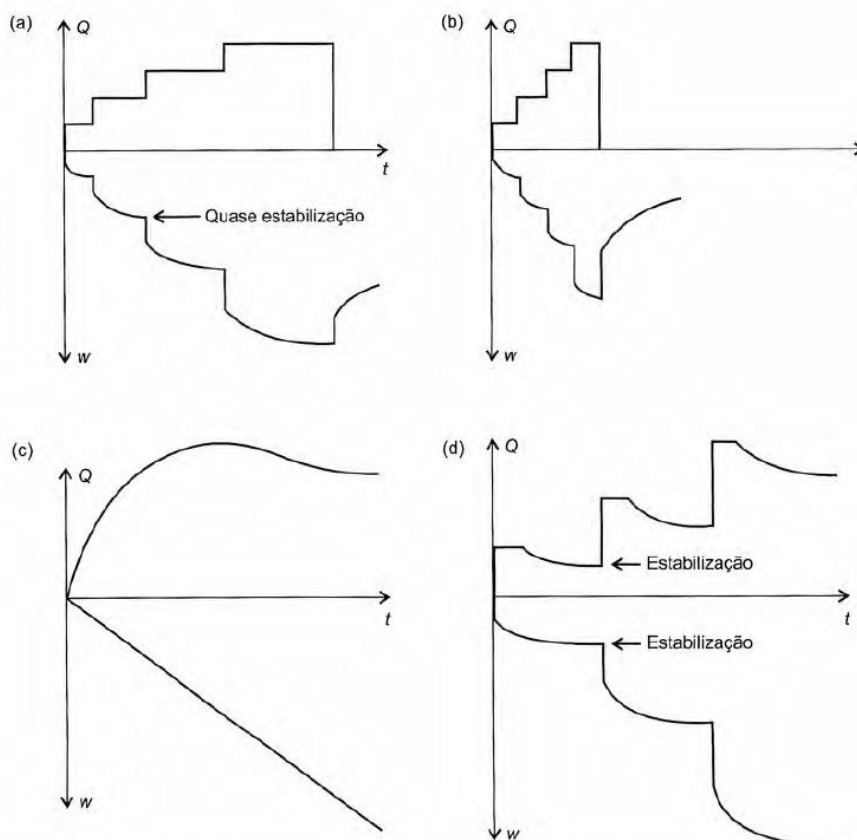 (a)
Q
t
Quase estabilização
w
(b)
Q
w
(c)
Q
t
w
(d)
Q
Estabilização
t
Estabilização
w